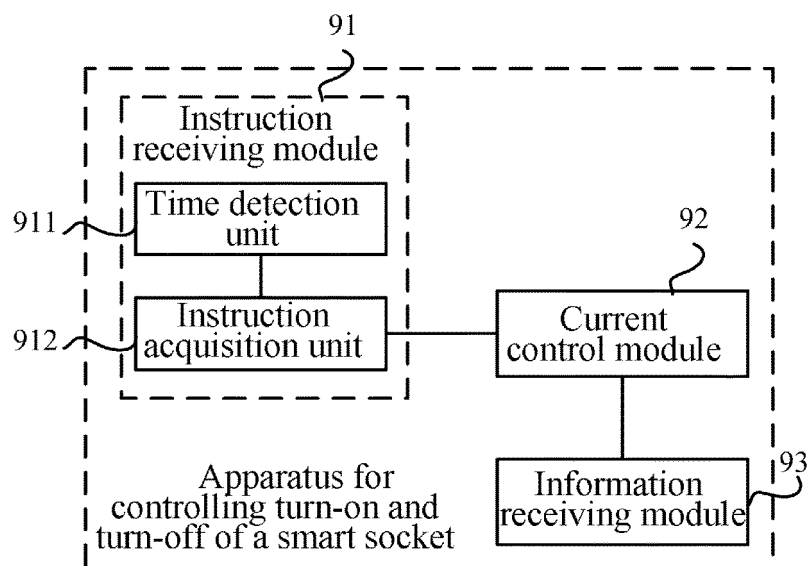 91
Instruction
receiving module
911
Time detection
unit
912
Instruction
acquisition unit
92
Current
control module
Apparatus for
controlling turn-on and
turn-off of a smart socket
93
Information
receiving module